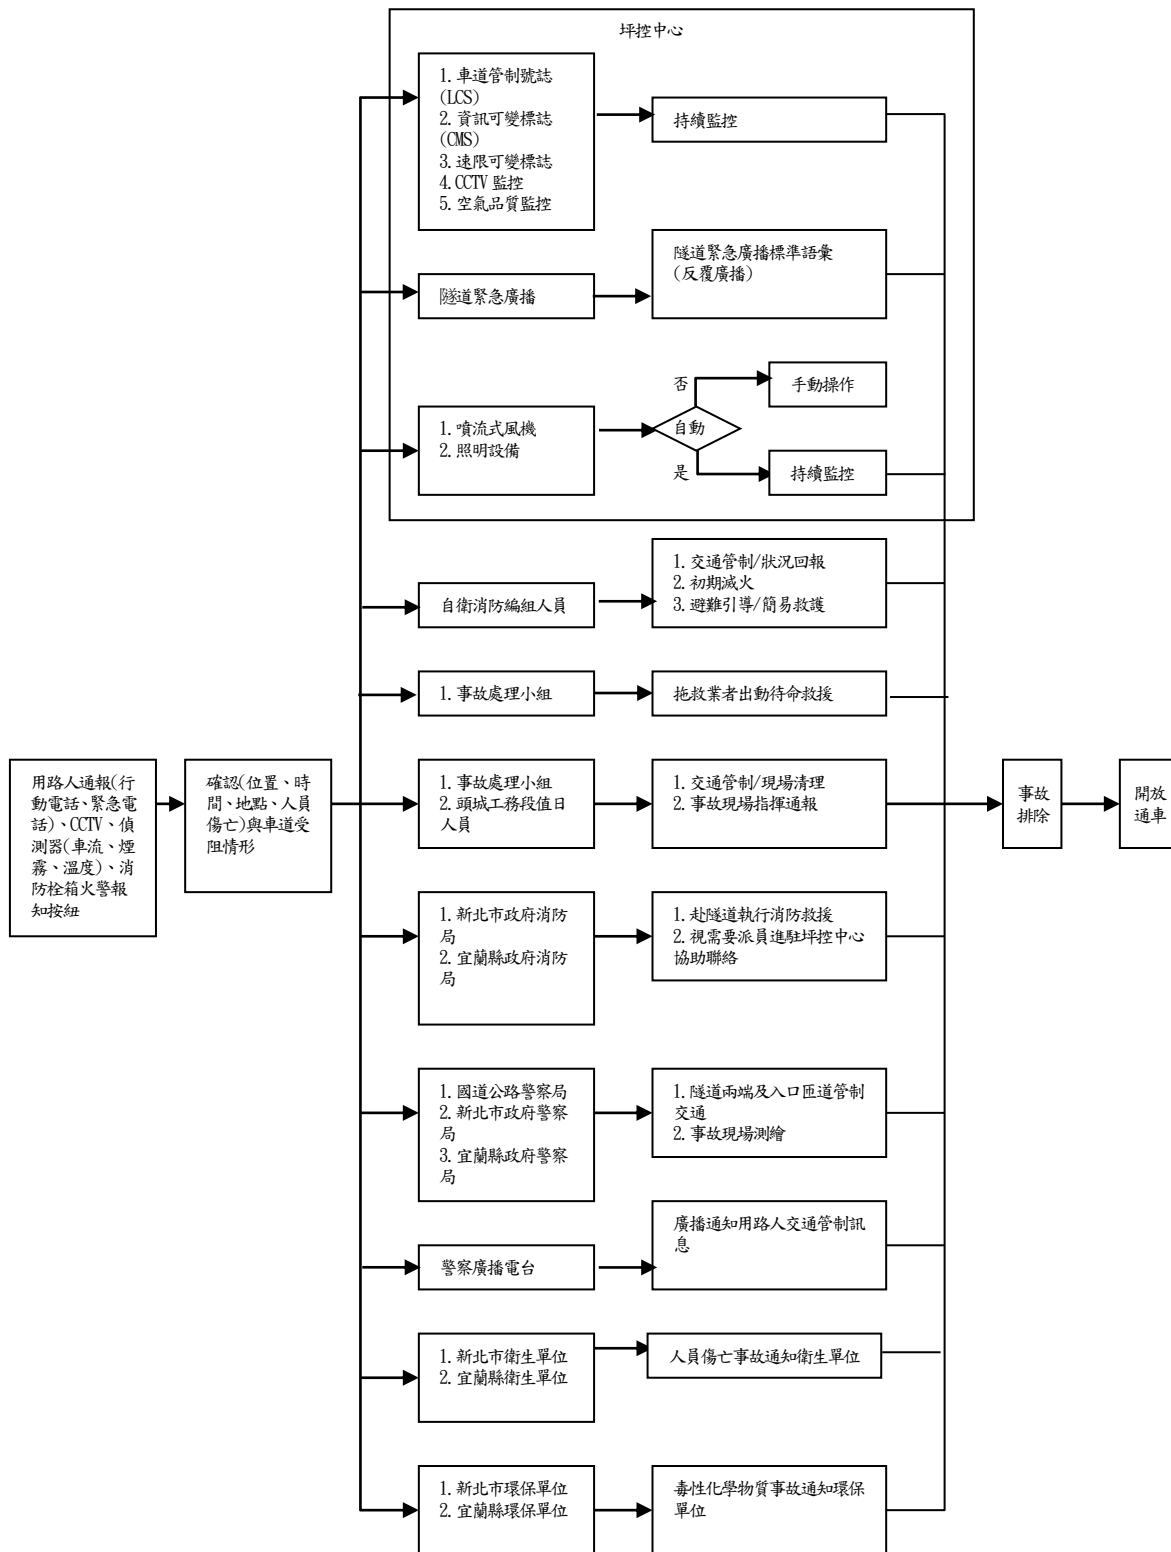 坪控中心
1. 車道管制號誌
(LCS)
2. 資訊可變標誌
(CMS)
3. 速限可變標誌
4. CCTV 監控
5. 空氣品質監控
持續監控
隧道緊急廣播
隧道緊急廣播標準語彙
(反覆廣播)
1. 噴流式風機
2. 照明設備
自動
否
手動操作
是
持續監控
自衛消防編組人員
1. 交通管制/狀況回報
2. 初期滅火
3. 避難引導/簡易救護
1. 事故處理小組
拖救業者出動待命救援
用路人通報(行
動電話、緊急電
話)、CCTV、偵
測器(車流、煙
霧、溫度)、消
防栓箱火警報
知按鈕
確認(位置、時
間、地點、人員
傷亡)與車道受
阻情形
1. 事故處理小組
2. 頭城工務段值日
人員
1. 交通管制/現場清理
2. 事故現場指揮通報
事故
排除
開放
通車
1. 新北市政府消防
局
2. 宜蘭縣政府消防
局
1. 赴隧道執行消防救援
2. 視需要派員進駐坪控中心
協助聯絡
1. 國道公路警察局
2. 新北市政府警察
局
3. 宜蘭縣政府警察
局
1. 隧道兩端及入口匝道管制
交通
2. 事故現場測繪
警察廣播電台
廣播通知用路人交通管制訊
息
1. 新北市衛生單位
2. 宜蘭縣衛生單位
人員傷亡事故通知衛生單位
1. 新北市環保單位
2. 宜蘭縣環保單位
毒性化學物質事故通知環保
單位